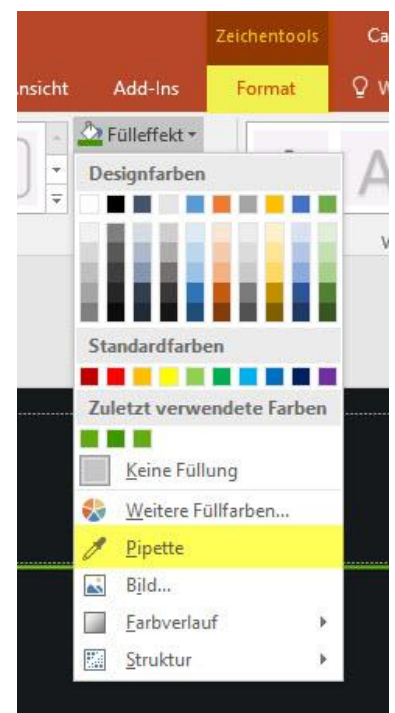 Zeichentools Ca
nsicht Add-Ins Format
Fülleffekt
Designfarben
Standardfarben
Zuletzt verwendete Farben
Keine Füllung
Weitere Füllfarben...
Pipette
Bild...
Farbverlauf
Struktur